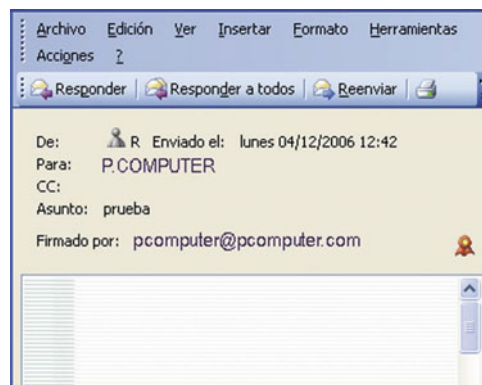 Archivo Edición Ver Insertar Formato Herramientas
Acciones ?
Responder Responder a todos Reenviar
De: R Enviado el: lunes 04/12/2006 12:42
Para: P.COMPUTER
CC:
Asunto: prueba
Firmado por: pcomputer@pcomputer.com